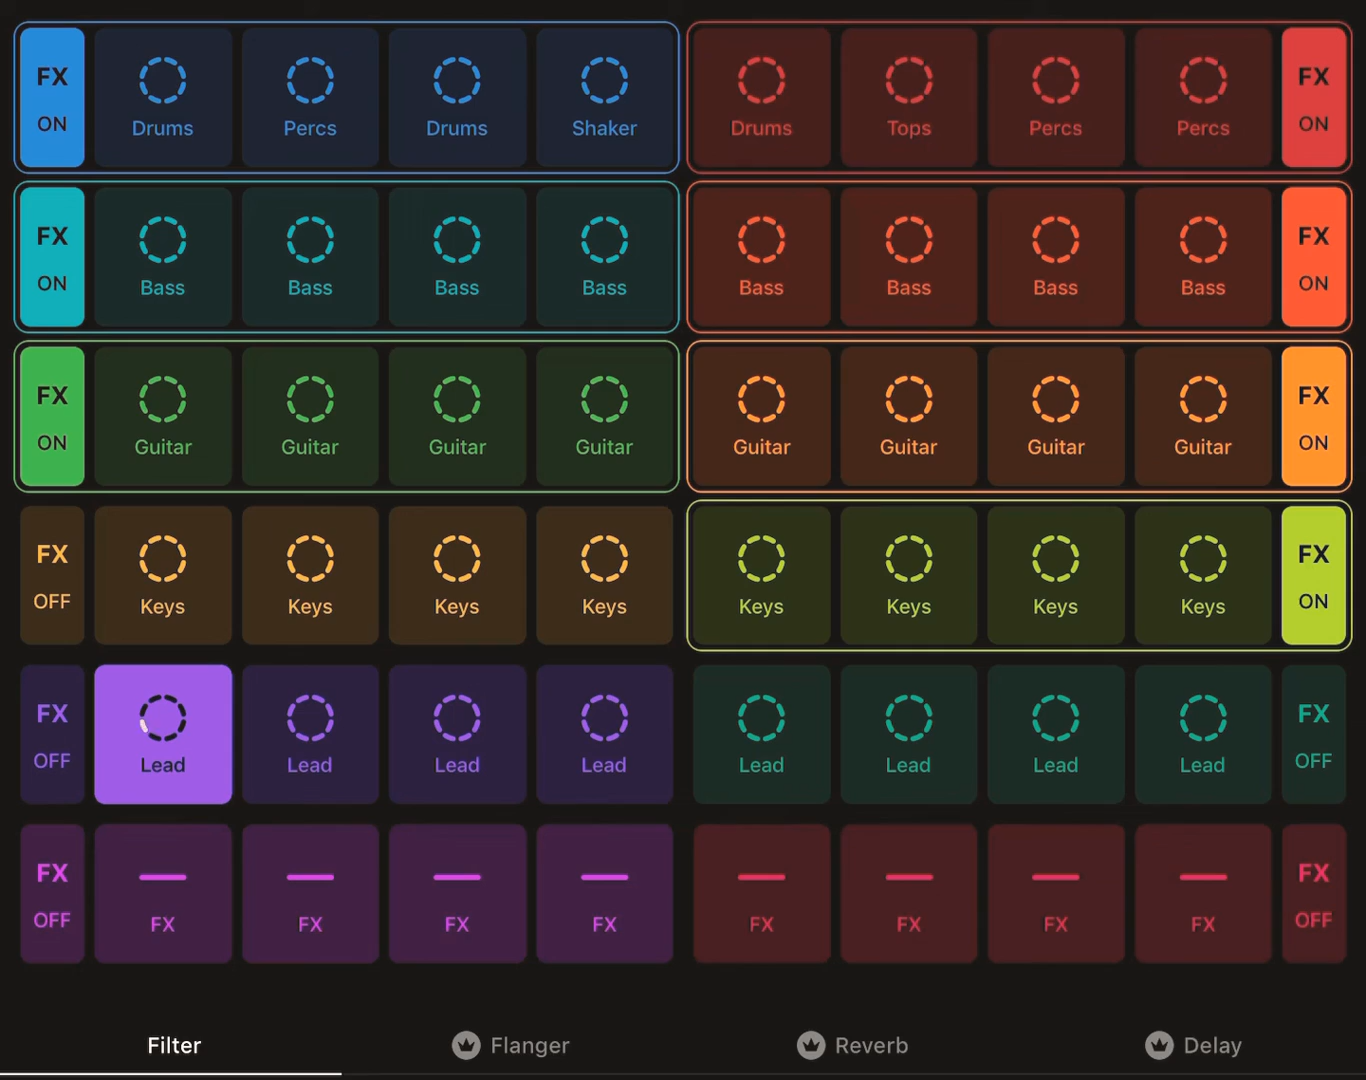 FX Drums Percs Drums Shaker Drums Tops Percs Percs FX
ON ON
FX Bass Bass Bass Bass Bass Bass Bass Bass FX
ON ON
FX Guitar Guitar Guitar Guitar Guitar Guitar Guitar Guitar FX
ON ON
FX Keys Keys Keys Keys Keys Keys Keys Keys FX
OFF ON
FX Lead Lead Lead Lead Lead Lead Lead Lead FX
OFF OFF
FX FX FX FX FX FX FX FX FX FX
OFF OFF
Filter Flanger Reverb Delay